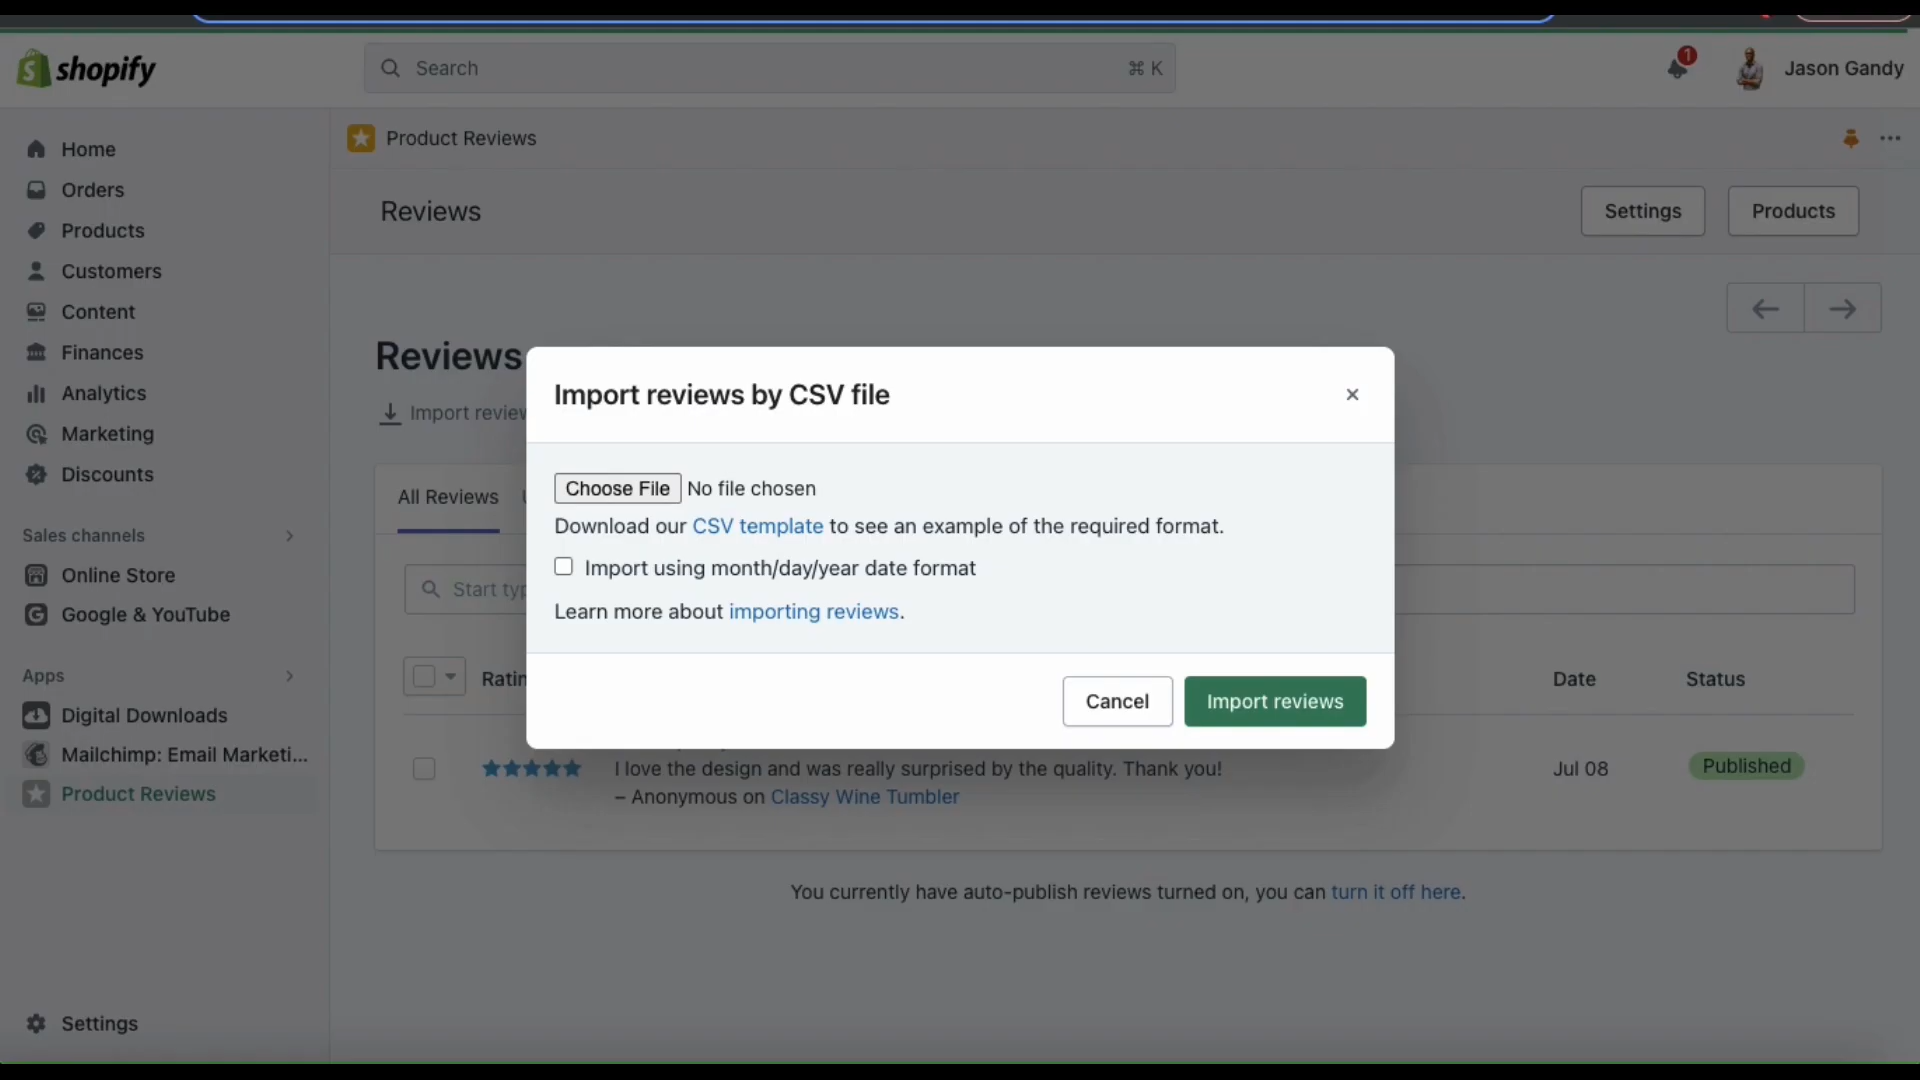 shopify
Search
⌘ K
1
Jason Gandy
Home
Orders
Products
Customers
Content
Finances
Analytics
Marketing
Discounts
Sales channels
Online Store
Google & YouTube
Apps
Digital Downloads
Mailchimp: Email Marketi...
Product Reviews
Settings
Product Reviews
Reviews
Settings
Products
Reviews
Import review
All Reviews
Import reviews by CSV file
×
Choose File No file chosen
Download our CSV template to see an example of the required format.
Import using month/day/year date format
Learn more about importing reviews.
Cancel
Import reviews
Start typ
Ratin
Date
Status
I love the design and was really surprised by the quality. Thank you!
– Anonymous on Classy Wine Tumbler
Jul 08
Published
You currently have auto-publish reviews turned on, you can turn it off here.